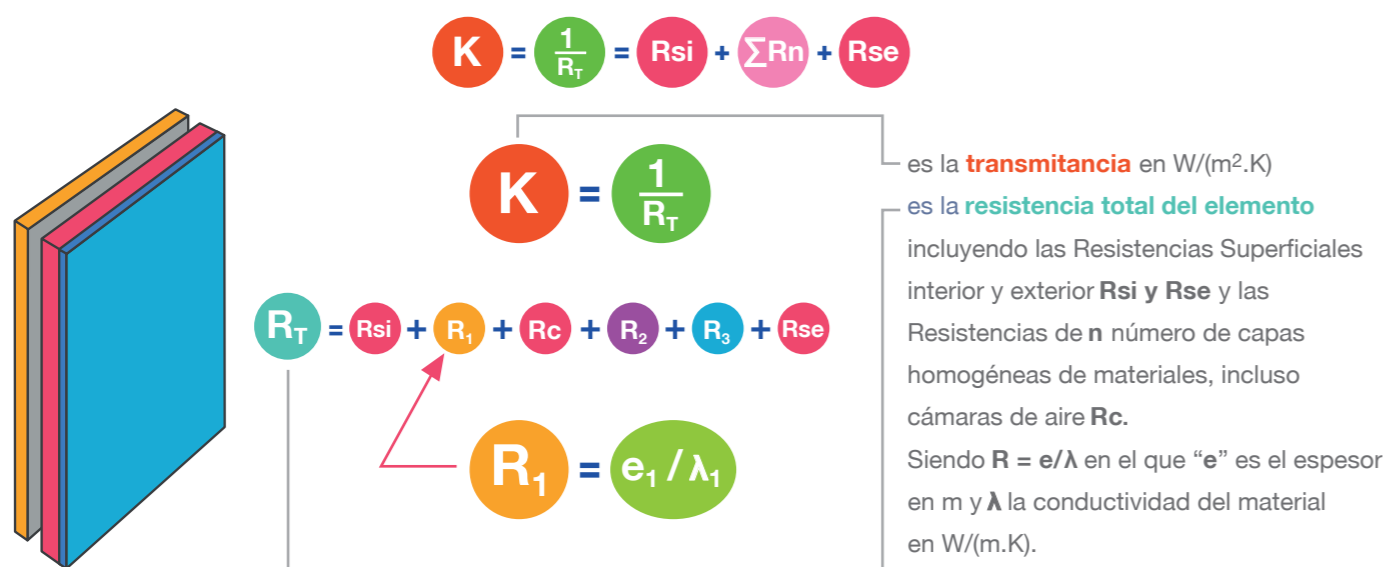 K = 1/R_T = Rsi + ∑Rn + Rse
K = 1/R_T
es la transmitancia en W/(m².K)
es la resistencia total del elemento
incluyendo las Resistencias Superficiales
interior y exterior Rsi y Rse y las
Resistencias de n número de capas
homogéneas de materiales, incluso
cámaras de aire Rc.
Siendo R = e/λ en el que “e” es el espesor
en m y λ la conductividad del material
en W/(m.K).
R_T = Rsi + R₁ + Rc + R₂ + R₃ + Rse
R₁ = e₁ / λ₁